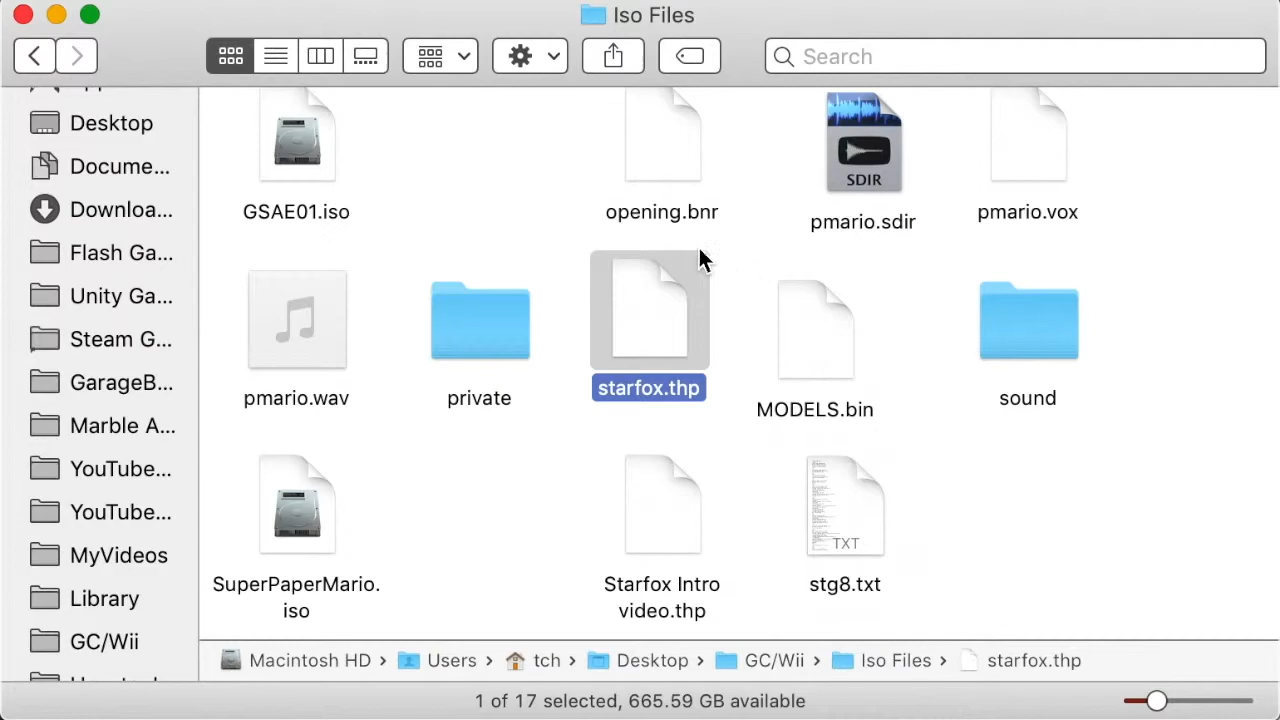 Iso Files
Search
Desktop
Docume...
Downloa...
Flash Ga...
Unity Ga...
Steam G...
GarageB...
Marble A...
YouTube...
YouTube...
MyVideos
Library
GC/Wii
GSAE01.iso
opening.bnr
SDIR
pmario.sdir
pmario.vox
pmario.wav
private
starfox.thp
MODELS.bin
sound
SuperPaperMario.
iso
Starfox Intro
video.thp
TXT
stg8.txt
Macintosh HD › Users › tch › Desktop › GC/Wii › Iso Files › starfox.thp
1 of 17 selected, 665.59 GB available